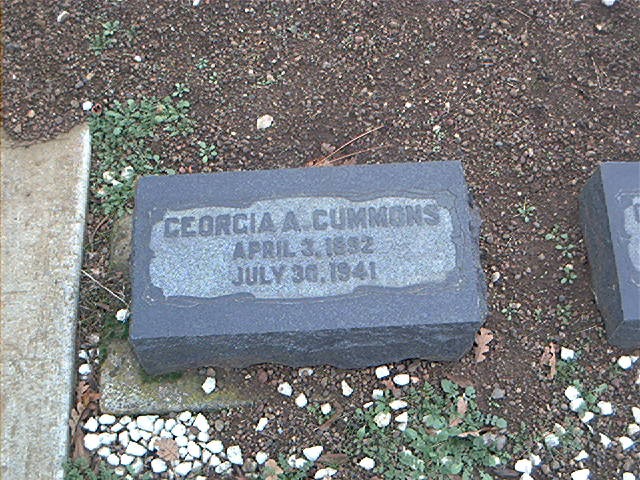 GEORGIA A. CUMMONS
APRIL 3, 1892
JULY 30, 1941